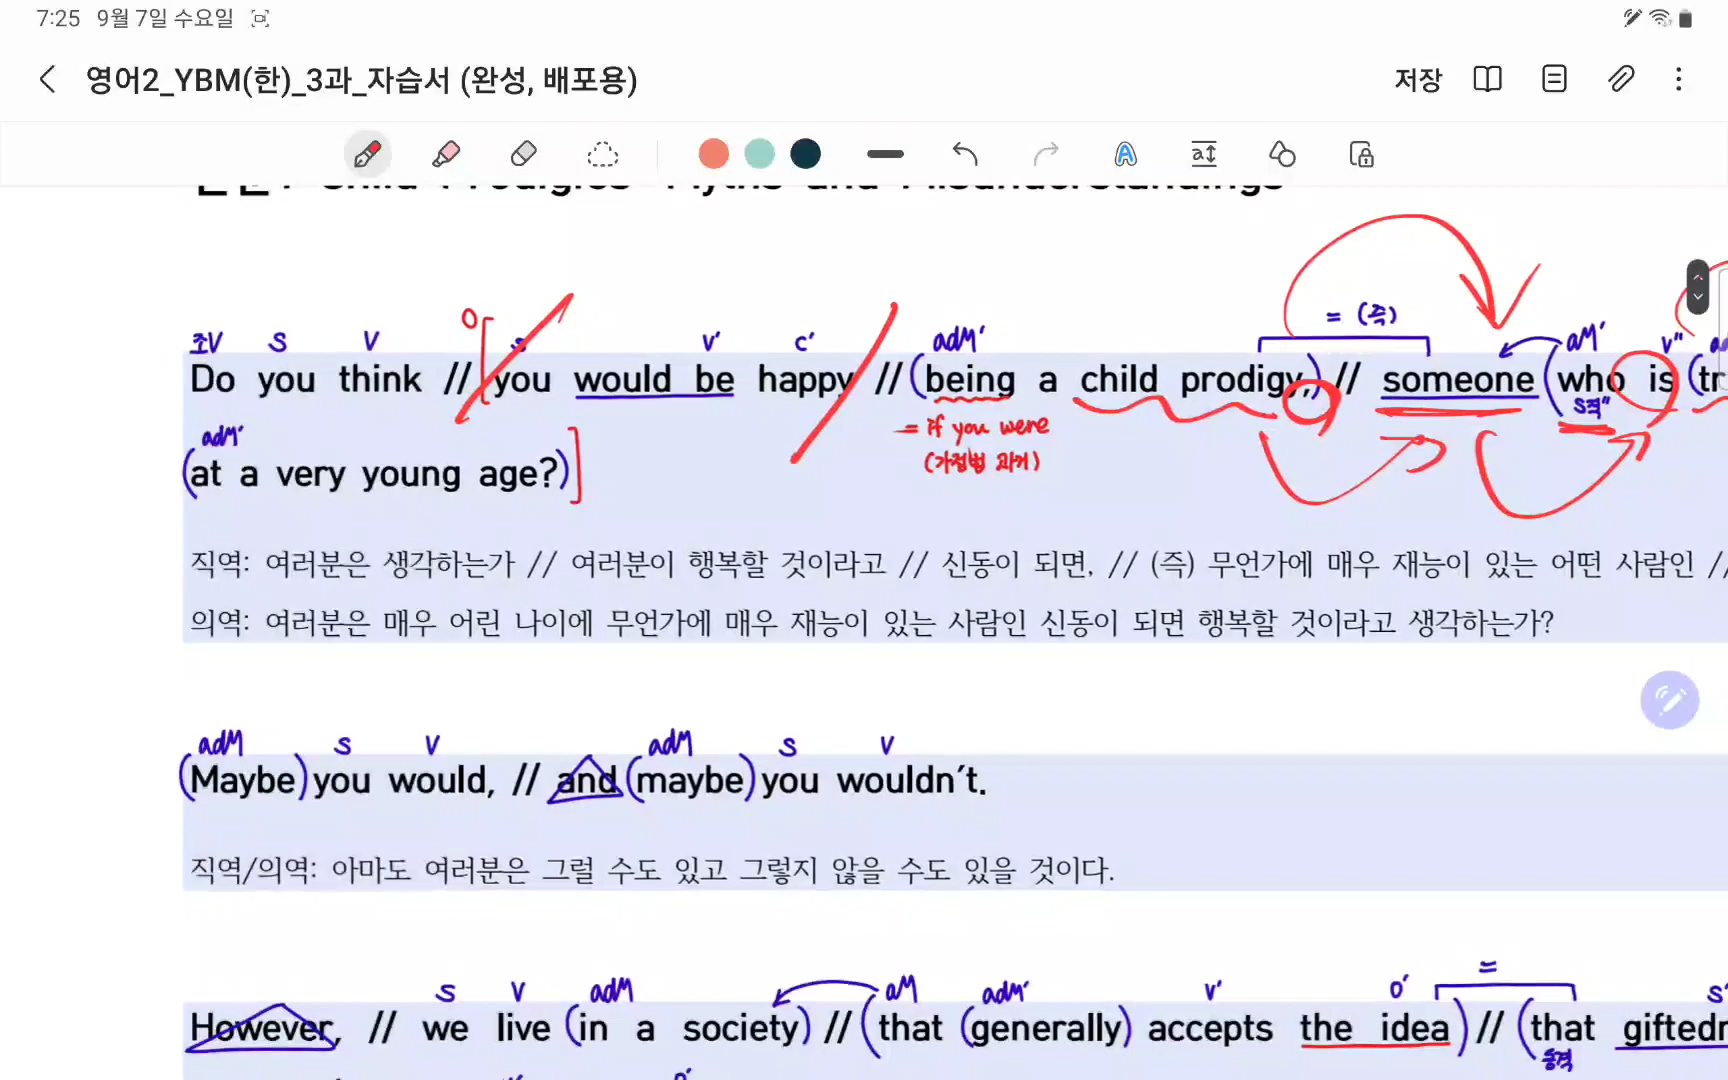 7:25 9월 7일 수요일
영어2_YBM(한)_3과_자습서 (완성, 배포용)
저장
Child Prodigies Myths and Misunderstandings
= (즉)
조V S V O s v' c' adM' aM' v"
Do you think // you would be happy // (being a child prodigy,) // someone (who is (tr
s격"
= if you were
(가정법 과거)
adM'
(at a very young age?)]
직역: 여러분은 생각하는가 // 여러분이 행복할 것이라고 // 신동이 되면, // (즉) 무언가에 매우 재능이 있는 어떤 사람인 //
의역: 여러분은 매우 어린 나이에 무언가에 매우 재능이 있는 사람인 신동이 되면 행복할 것이라고 생각하는가?
adM S V adM S V
(Maybe) you would, // and (maybe) you wouldn't.
직역/의역: 아마도 여러분은 그럴 수도 있고 그렇지 않을 수도 있을 것이다.
=
S V adM aM adM' v' o' s'
However, // we live (in a society) // (that (generally) accepts the idea) // (that giftedn
동격
o'